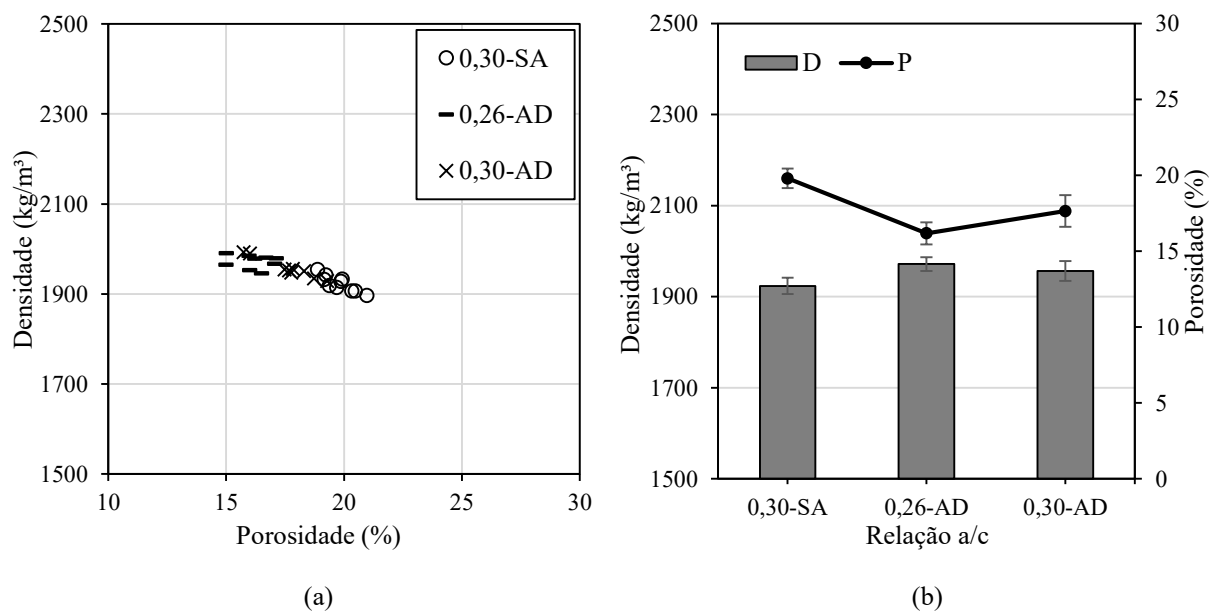 2500
2300
2100
1900
1700
1500
Densidade (kg/m³)
0,30-SA
0,26-AD
0,30-AD
10
15
20
25
30
Porosidade (%)
(a)
2500
2300
2100
1900
1700
1500
Densidade (kg/m³)
D
P
30
25
20
15
10
5
0
Porosidade (%)
0,30-SA
0,26-AD
0,30-AD
Relação a/c
(b)